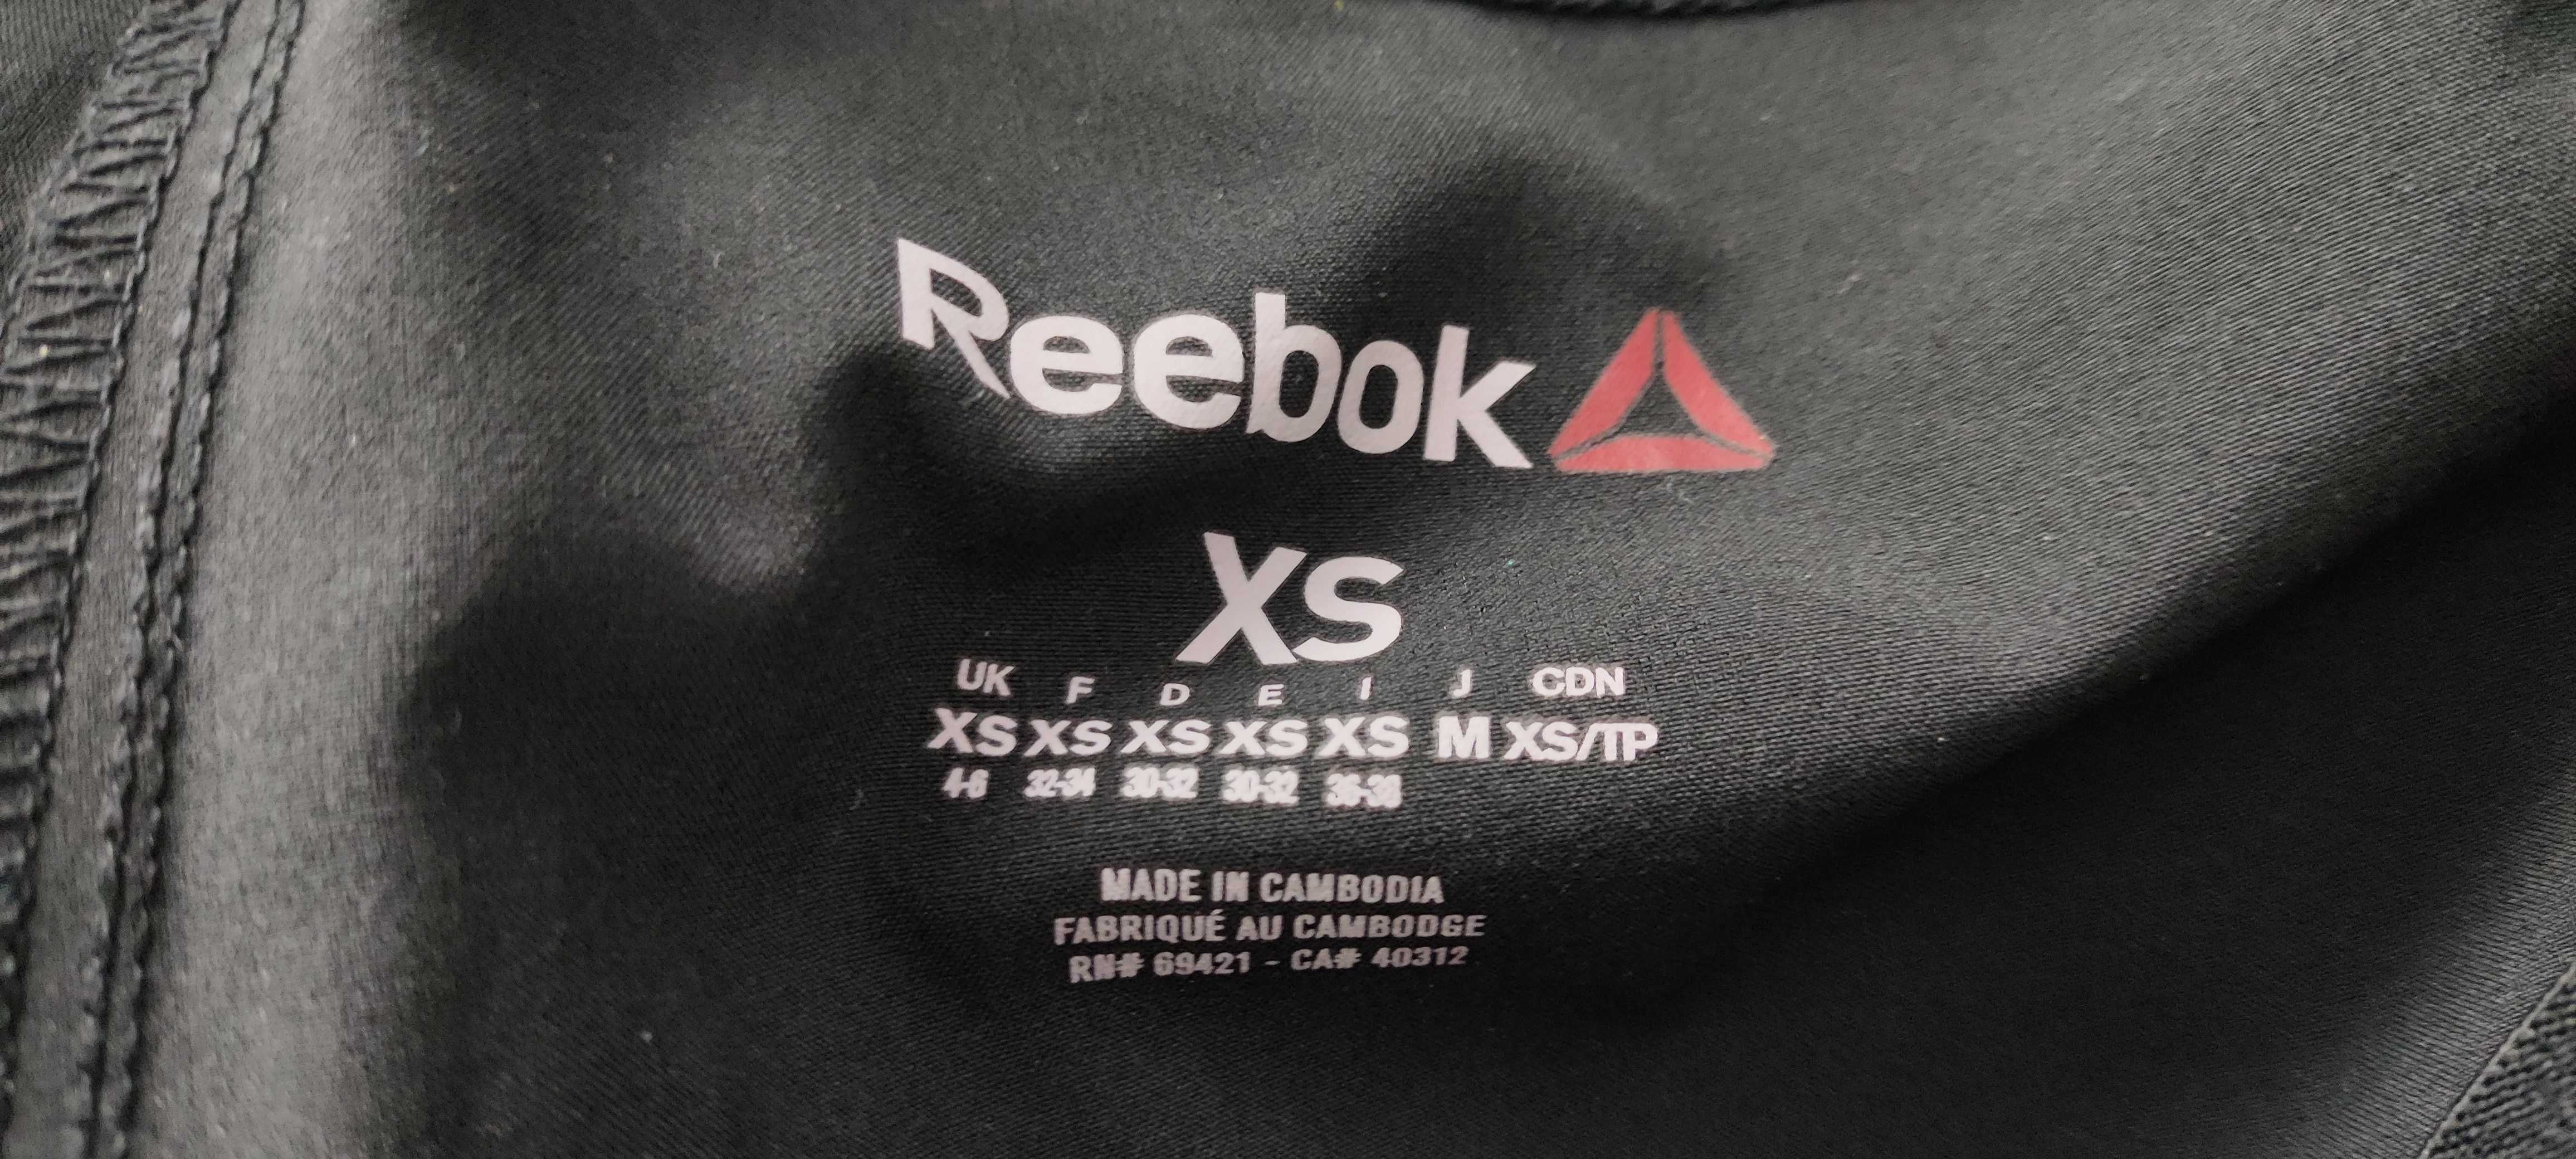 Reebok
XS
UK F D E I J CDN
XS XS XS XS XS M XS/TP
4-6 32-34 30-32 30-32 36-38
MADE IN CAMBODIA
FABRIQUÉ AU CAMBODGE
RN# 69421 - CA# 40312